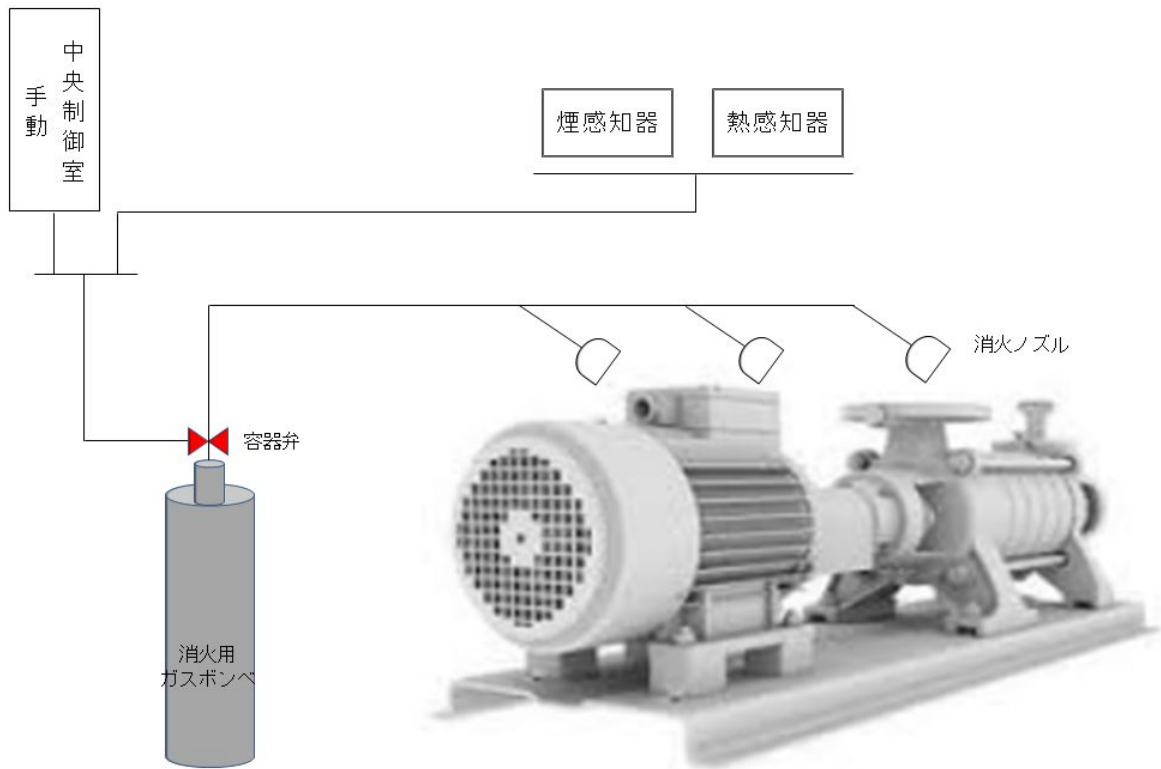 中央制御室
手動
煙感知器
熱感知器
消火ノズル
容器弁
消火用
ガスボンベ